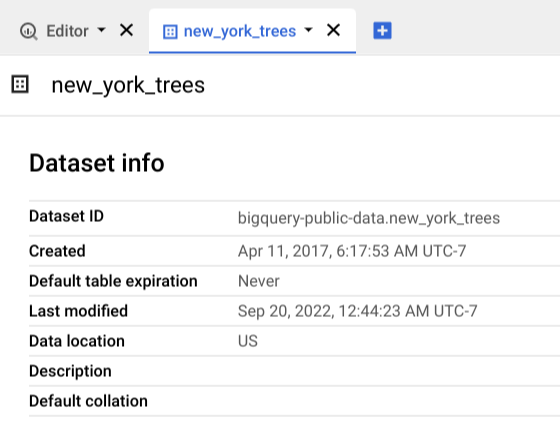 Editor new_york_trees
new_york_trees
Dataset info
Dataset ID bigquery-public-data.new_york_trees
Created Apr 11, 2017, 6:17:53 AM UTC-7
Default table expiration Never
Last modified Sep 20, 2022, 12:44:23 AM UTC-7
Data location US
Description
Default collation